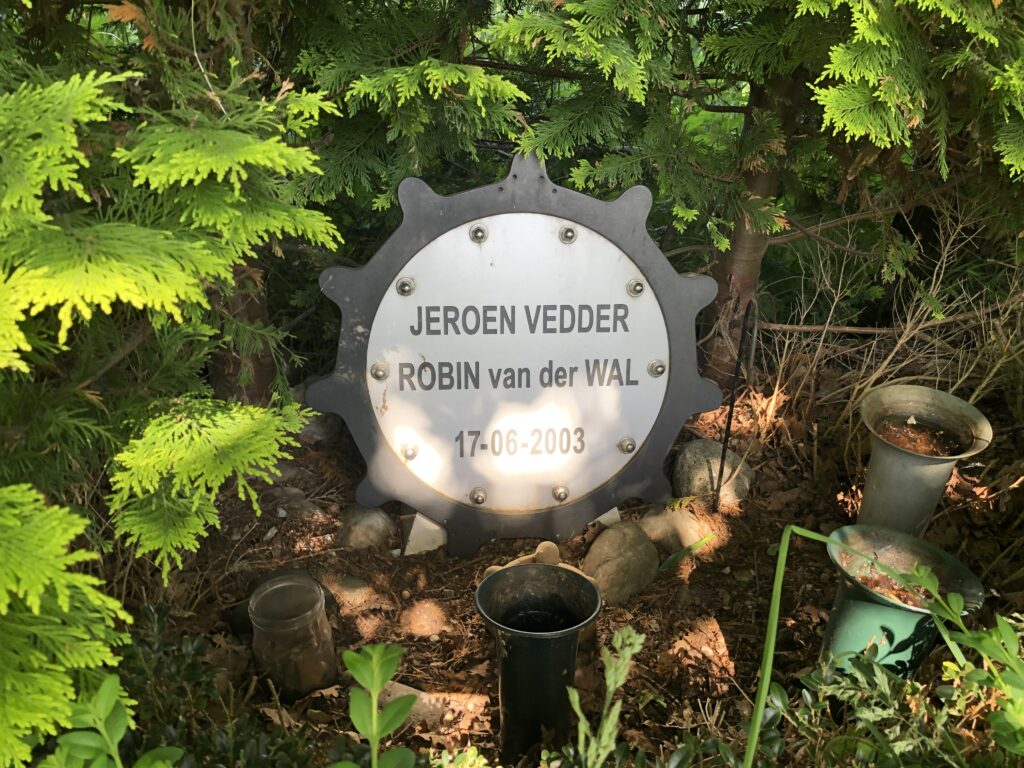 JEROEN VEDDER
ROBIN van der WAL
17-06-2003